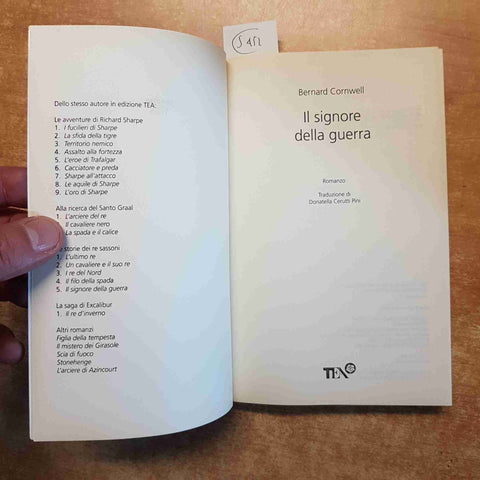 Dello stesso autore in edizione TEA:
Le avventure di Richard Sharpe
1. I fucilieri di Sharpe
2. La sfida della tigre
3. Territorio nemico
4. Assalto alla fortezza
5. L'eroe di Trafalgar
6. Cacciatore e preda
7. Sharpe all'attacco
8. Le aquile di Sharpe
9. L'oro di Sharpe
Alla ricerca del Santo Graal
1. L'arciere del re
Il cavaliere nero
La spada e il calice
storie dei re sassoni
1. L'ultimo re
2. Un cavaliere e il suo re
3. I re del Nord
4. Il filo della spada
5. Il signore della guerra
La saga di Excalibur
1. Il re d'inverno
Altri romanzi
Figlia della tempesta
Il mistero dei Girasole
Scia di fuoco
Stonehenge
L'arciere di Azincourt
Bernard Cornwell
Il signore
della guerra
Romanzo
Traduzione di
Donatella Cerutti Pini
TEA